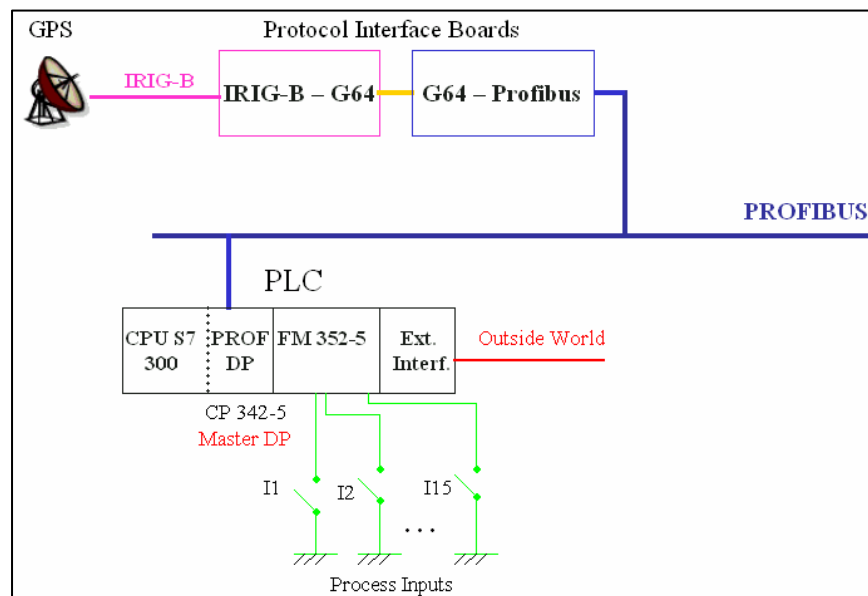 GPS
Protocol Interface Boards
IRIG-B
IRIG-B – G64
G64 – Profibus
PROFIBUS
PLC
CPU S7
300
PROF
DP
FM 352-5
Ext.
Interf.
Outside World
CP 342-5
Master DP
I1
I2
I15
...
Process Inputs